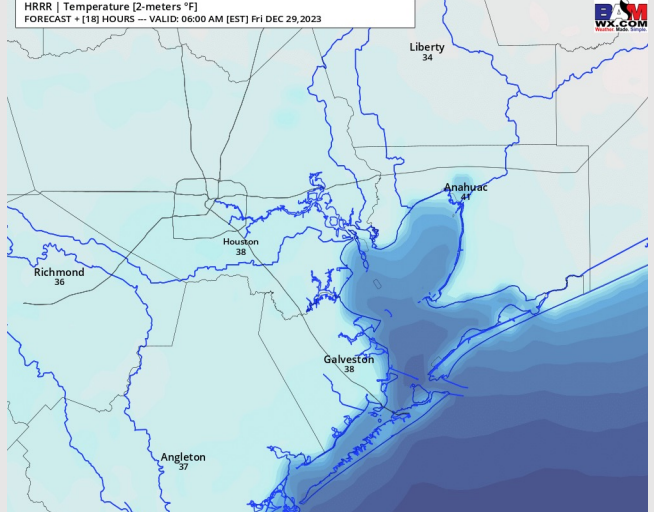 HRRR | Temperature [2-meters °F]
FORECAST + [18] HOURS --- VALID: 06:00 AM [EST] Fri DEC 29,2023
BAM
WX.COM
Weather. Made. Simple.
Liberty
34
Anahuac
41
Houston
38
Richmond
36
Galveston
38
Angleton
37